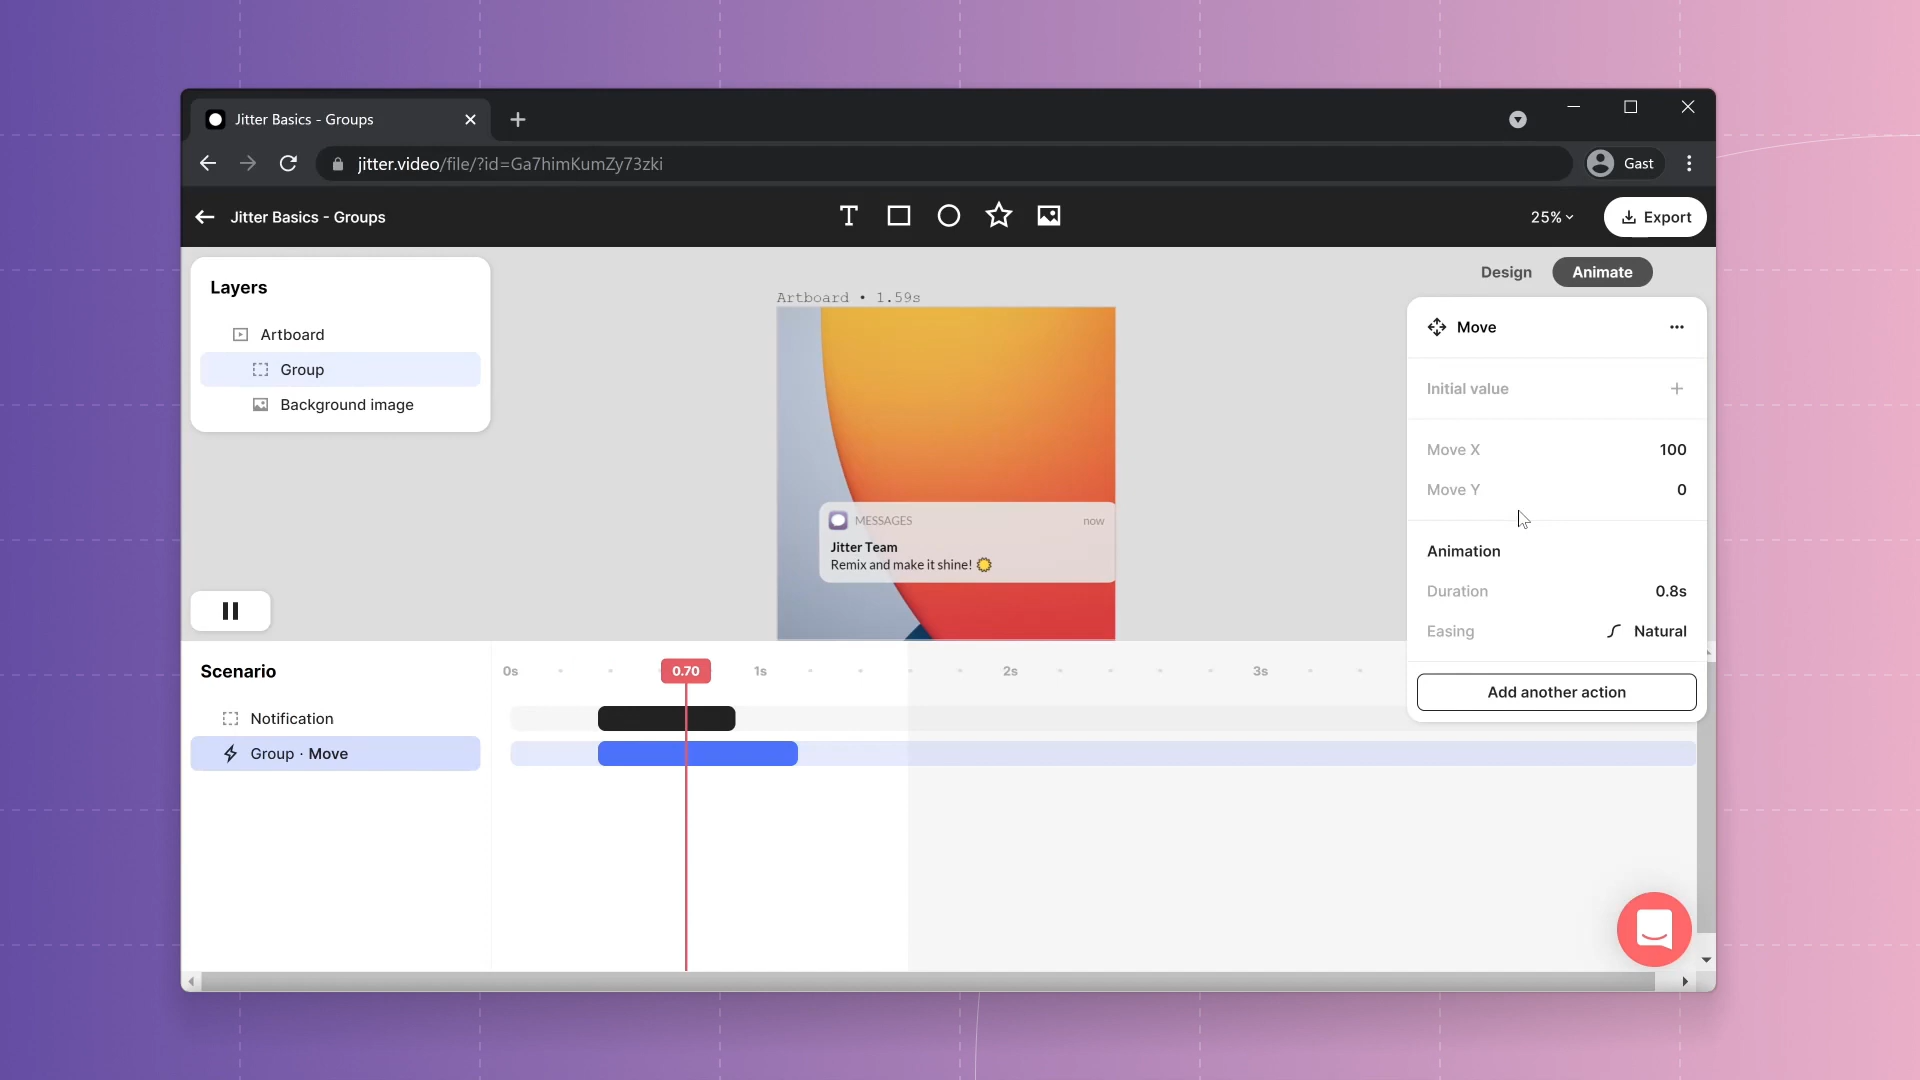 Jitter Basics - Groups
jitter.video/file/?id=Ga7himKumZy73zki
Gast
Jitter Basics - Groups
T
25%
Export
Layers
Artboard
Group
Background image
Artboard • 1.59s
MESSAGES
now
Jitter Team
Remix and make it shine!
Design
Animate
Move
Initial value
Move X
100
Move Y
0
Animation
Duration
0.8s
Easing
Natural
Add another action
Scenario
0s
0.70
1s
2s
3s
Notification
Group · Move